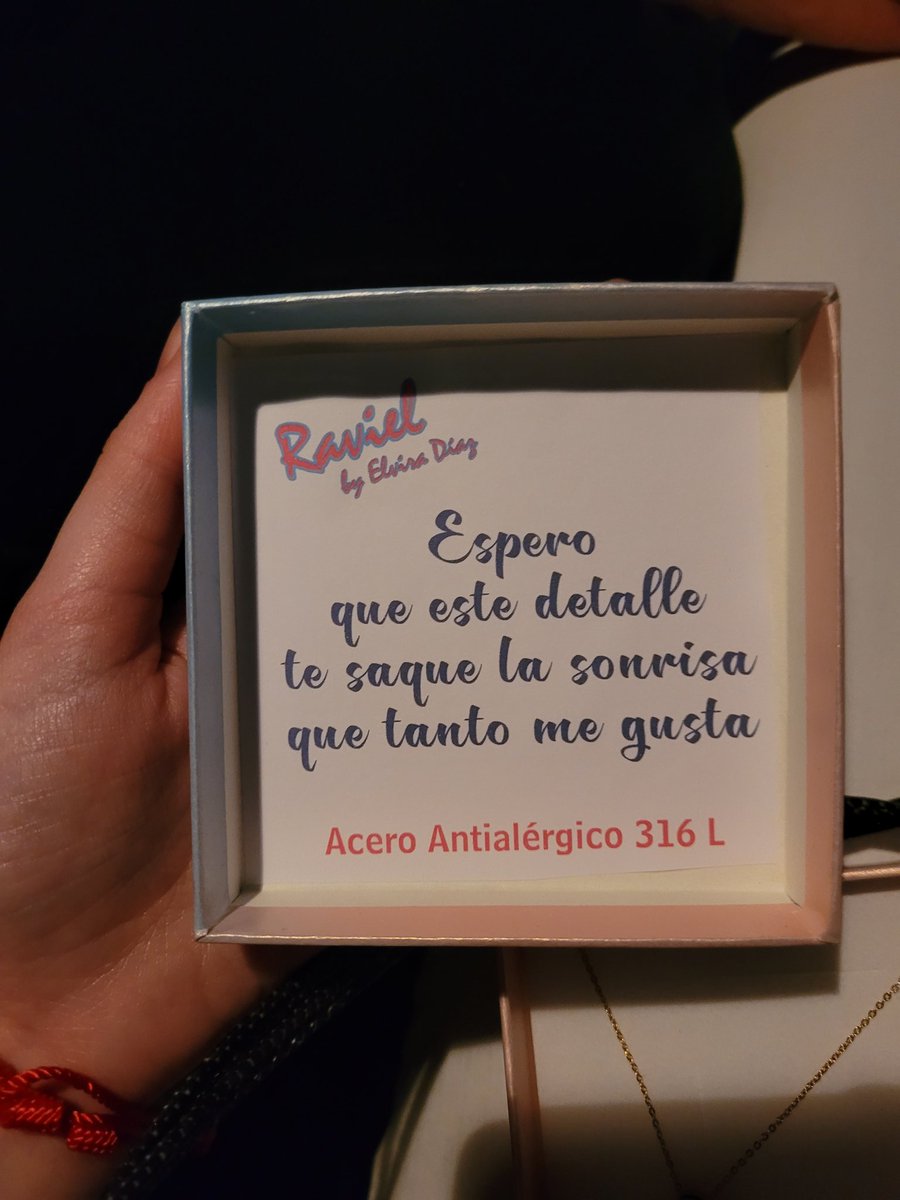 Raviel
by Elvira Díaz
Espero
que este detalle
te saque la sonrisa
que tanto me gusta
Acero Antialérgico 316 L